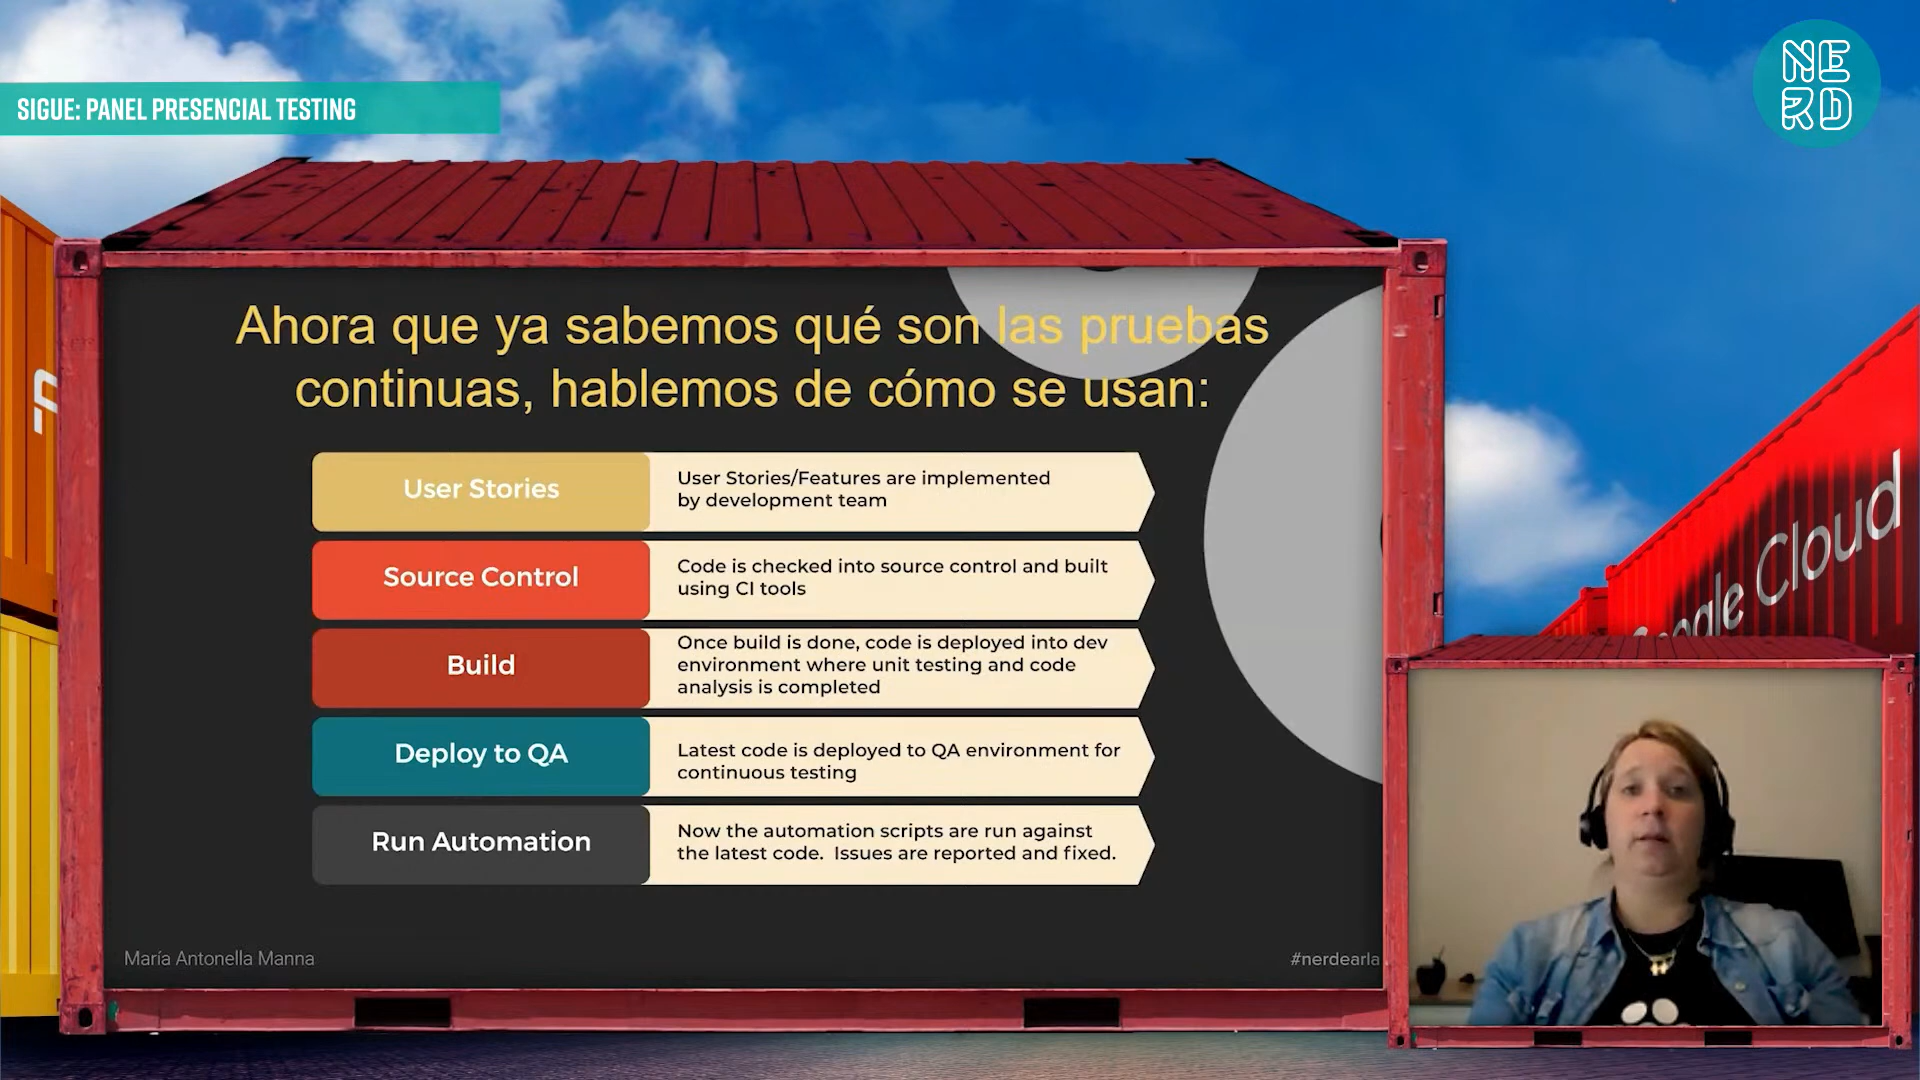 SIGUE: PANEL PRESENCIAL TESTING
NE
RD
Ahora que ya sabemos qué son las pruebas
continuas, hablemos de cómo se usan:
User Stories
User Stories/Features are implemented
by development team
Source Control
Code is checked into source control and built
using CI tools
Build
Once build is done, code is deployed into dev
environment where unit testing and code
analysis is completed
Deploy to QA
Latest code is deployed to QA environment for
continuous testing
Run Automation
Now the automation scripts are run against
the latest code.  Issues are reported and fixed.
María Antonella Manna
#nerdearla
Cloud